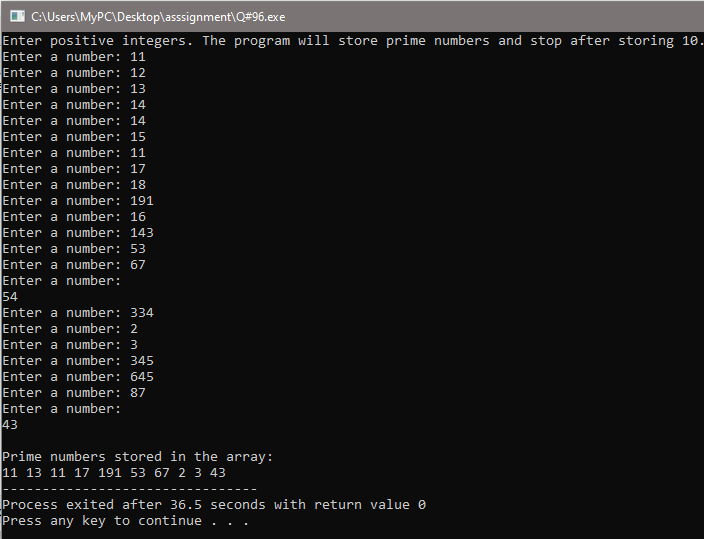 C:\Users\MyPC\Desktop\asssignment\Q#96.exe
Enter positive integers. The program will store prime numbers and stop after storing 10.
Enter a number: 11
Enter a number: 12
Enter a number: 13
Enter a number: 14
Enter a number: 14
Enter a number: 15
Enter a number: 11
Enter a number: 17
Enter a number: 18
Enter a number: 191
Enter a number: 16
Enter a number: 143
Enter a number: 53
Enter a number: 67
Enter a number:
54
Enter a number: 334
Enter a number: 2
Enter a number: 3
Enter a number: 345
Enter a number: 645
Enter a number: 87
Enter a number:
43
Prime numbers stored in the array:
11 13 11 17 191 53 67 2 3 43
--------------------------------
Process exited after 36.5 seconds with return value 0
Press any key to continue . . .